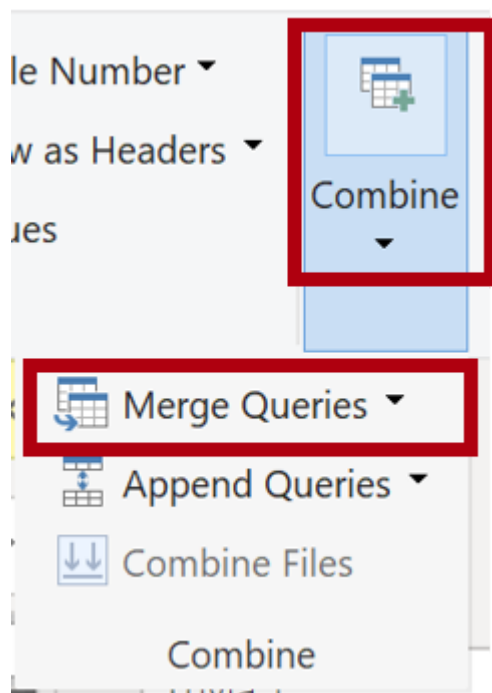 le Number
w as Headers
ues
Combine
Merge Queries
Append Queries
Combine Files
Combine